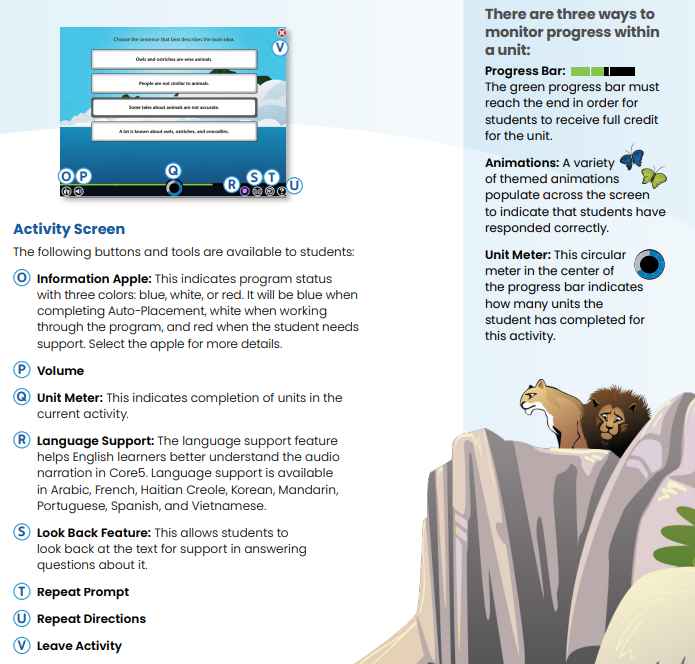 Choose the sentence that best describes the main idea.
Owls and ostriches are wise animals.
People are not similar to animals.
Some tales about animals are not accurate.
A lot is known about owls, ostriches, and crocodiles.
V
O P Q R S T U
Activity Screen
The following buttons and tools are available to students:
O Information Apple: This indicates program status
with three colors: blue, white, or red. It will be blue when
completing Auto-Placement, white when working
through the program, and red when the student needs
support. Select the apple for more details.
P Volume
Q Unit Meter: This indicates completion of units in the
current activity.
R Language Support: The language support feature
helps English learners better understand the audio
narration in Core5. Language support is available
in Arabic, French, Haitian Creole, Korean, Mandarin,
Portuguese, Spanish, and Vietnamese.
S Look Back Feature: This allows students to
look back at the text for support in answering
questions about it.
T Repeat Prompt
U Repeat Directions
V Leave Activity
There are three ways to
monitor progress within
a unit:
Progress Bar:
The green progress bar must
reach the end in order for
students to receive full credit
for the unit.
Animations: A variety
of themed animations
populate across the screen
to indicate that students have
responded correctly.
Unit Meter: This circular
meter in the center of
the progress bar indicates
how many units the
student has completed for
this activity.